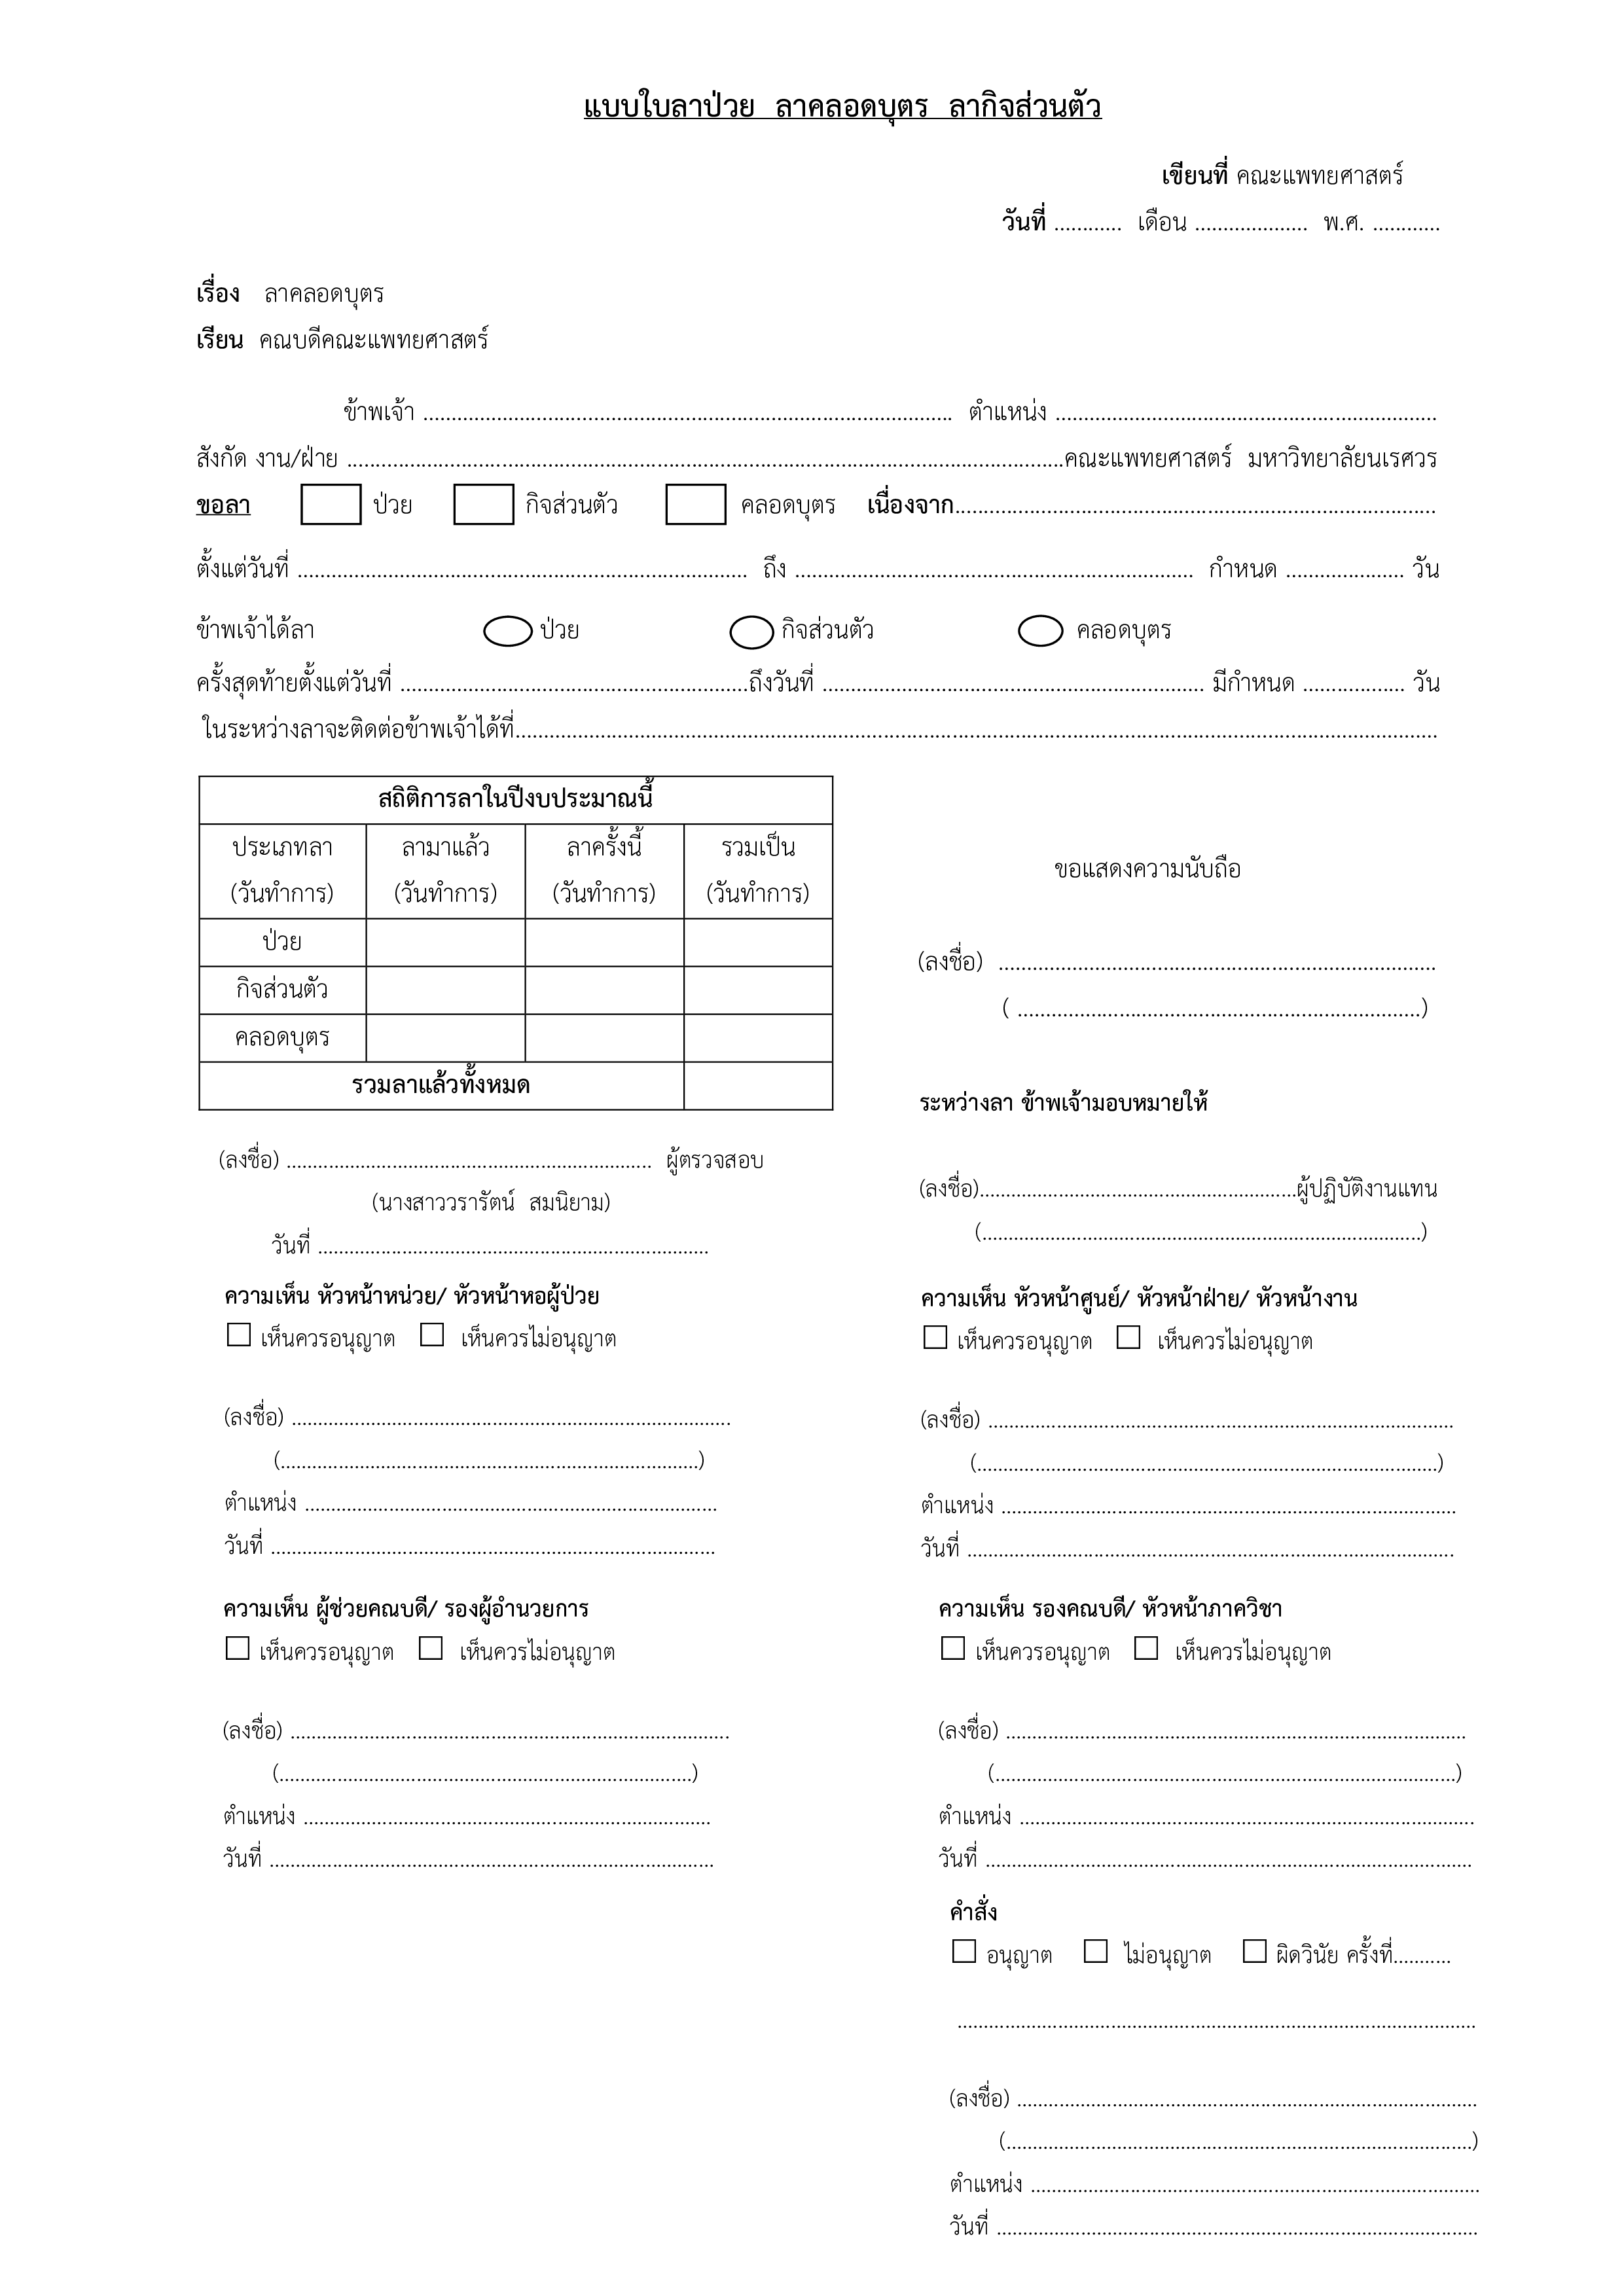 แบบใบลาป่วย ลาคลอดบุตร ลากิจส่วนตัว
เขียนที่ คณะแพทยศาสตร์
วันที่ ............ เดือน .................... พ.ศ. ............
เรื่อง ลาคลอดบุตร
เรียน คณบดีคณะแพทยศาสตร์
ข้าพเจ้า .............................................................................................. ตำแหน่ง ....................................................................
สังกัด งาน/ฝ่าย ...............................................................................................................................คณะแพทยศาสตร์ มหาวิทยาลัยนเรศวร
ขอลา ป่วย กิจส่วนตัว คลอดบุตร เนื่องจาก.....................................................................................
ตั้งแต่วันที่ ................................................................................ ถึง ....................................................................... กำหนด ..................... วัน
ข้าพเจ้าได้ลา ป่วย กิจส่วนตัว คลอดบุตร
ครั้งสุดท้ายตั้งแต่วันที่ ..............................................................ถึงวันที่ .................................................................... มีกำหนด .................. วัน
ในระหว่างลาจะติดต่อข้าพเจ้าได้ที่....................................................................................................................................................................
สถิติการลาในปีงบประมาณนี้
ประเภทลา ลามาแล้ว ลาครั้งนี้ รวมเป็น
(วันทำการ) (วันทำการ) (วันทำการ) (วันทำการ)
ป่วย
กิจส่วนตัว
คลอดบุตร
รวมลาแล้วทั้งหมด
ขอแสดงความนับถือ
(ลงชื่อ) ..............................................................................
( ........................................................................)
ระหว่างลา ข้าพเจ้ามอบหมายให้
(ลงชื่อ)............................................................ผู้ปฏิบัติงานแทน
(...................................................................................)
(ลงชื่อ) ..................................................................... ผู้ตรวจสอบ
(นางสาววรารัตน์ สมนิยาม)
วันที่ ..........................................................................
ความเห็น หัวหน้าหน่วย/ หัวหน้าหอผู้ป่วย
☐ เห็นควรอนุญาต ☐ เห็นควรไม่อนุญาต
(ลงชื่อ) ...................................................................................
(...............................................................................)
ตำแหน่ง ..............................................................................
วันที่ ....................................................................................
ความเห็น หัวหน้าศูนย์/ หัวหน้าฝ่าย/ หัวหน้างาน
☐ เห็นควรอนุญาต ☐ เห็นควรไม่อนุญาต
(ลงชื่อ) ........................................................................................
(.......................................................................................)
ตำแหน่ง ......................................................................................
วันที่ ............................................................................................
ความเห็น ผู้ช่วยคณบดี/ รองผู้อำนวยการ
☐ เห็นควรอนุญาต ☐ เห็นควรไม่อนุญาต
(ลงชื่อ) ...................................................................................
(..............................................................................)
ตำแหน่ง .............................................................................
วันที่ ....................................................................................
ความเห็น รองคณบดี/ หัวหน้าภาควิชา
☐ เห็นควรอนุญาต ☐ เห็นควรไม่อนุญาต
(ลงชื่อ) .......................................................................................
(.......................................................................................)
ตำแหน่ง ......................................................................................
วันที่ ............................................................................................
คำสั่ง
☐ อนุญาต ☐ ไม่อนุญาต ☐ ผิดวินัย ครั้งที่...........
..................................................................................................
(ลงชื่อ) .......................................................................................
(........................................................................................)
ตำแหน่ง .....................................................................................
วันที่ ...........................................................................................